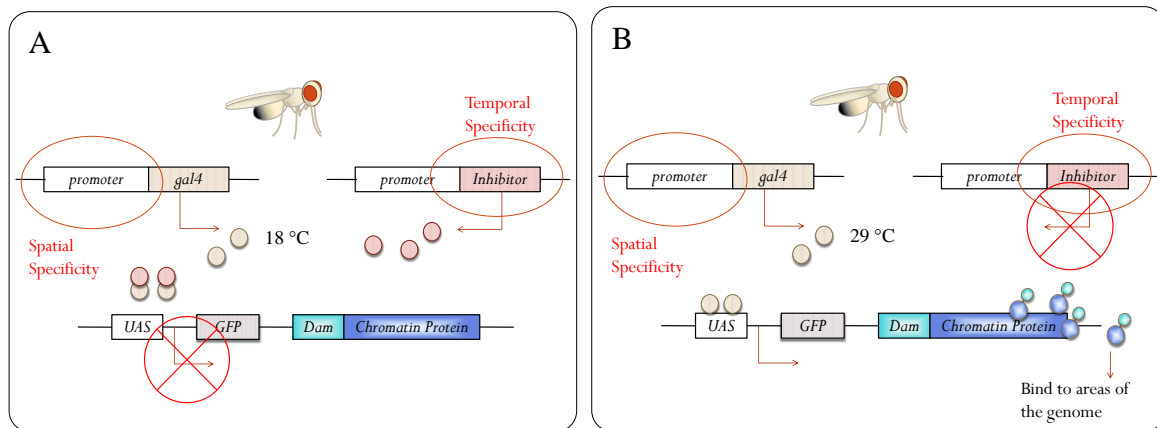 A
Temporal
Specificity
promoter
gal4
promoter
Inhibitor
18 °C
Spatial
Specificity
UAS
GFP
Dam
Chromatin Protein
B
Temporal
Specificity
promoter
gal4
promoter
Inhibitor
29 °C
Spatial
Specificity
UAS
GFP
Dam
Chromatin Protein
Bind to areas of
the genome